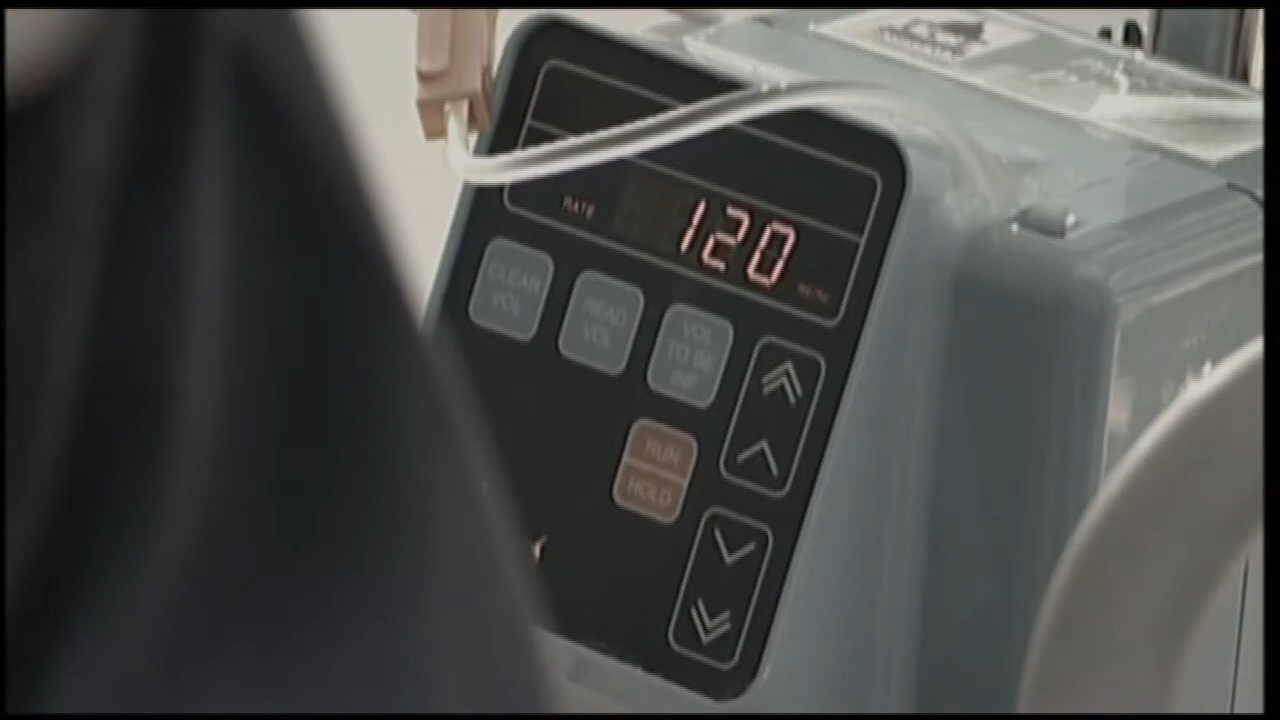 RATE 120
CLEAR
VOL
READ
VOL
VOL
TO BE
INF
RUN
HOLD